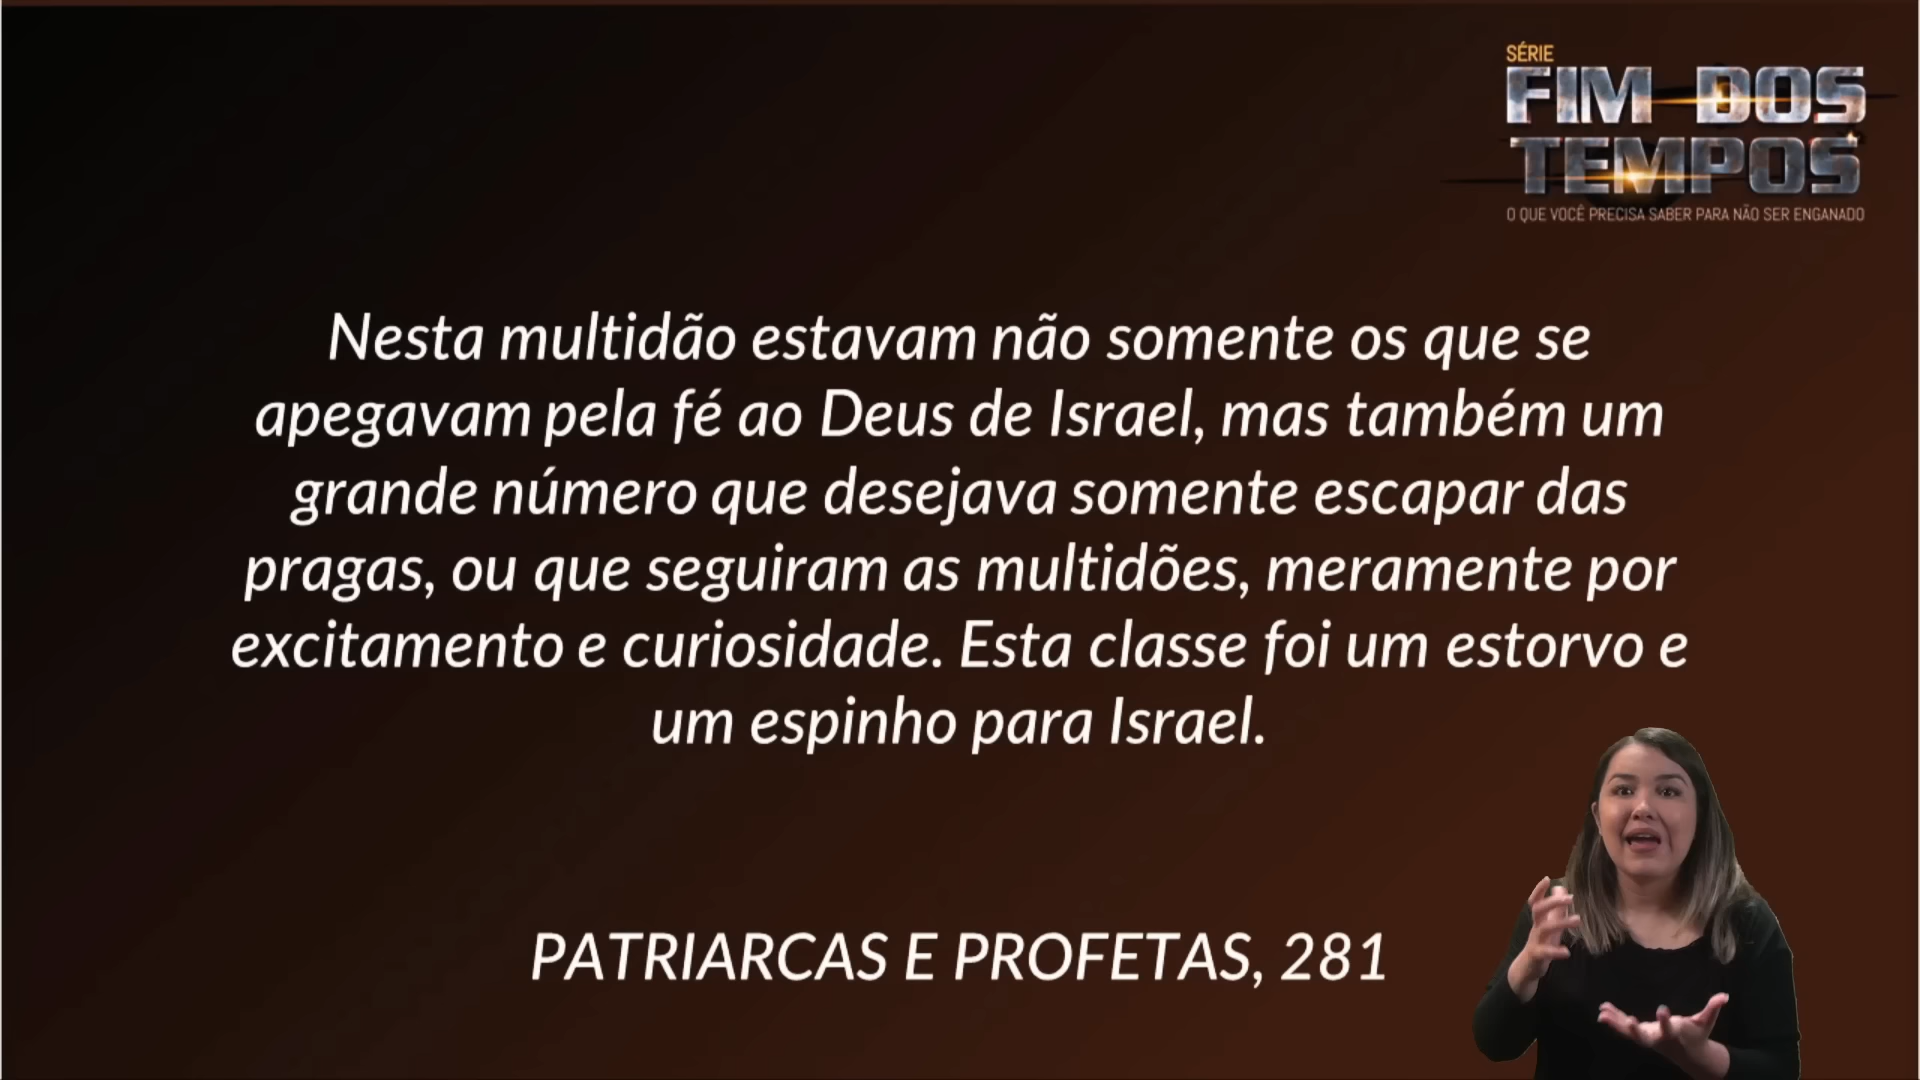 SÉRIE
FIM DOS
TEMPOS
O QUE VOCÊ PRECISA SABER PARA NÃO SER ENGANADO
Nesta multidão estavam não somente os que se
apegavam pela fé ao Deus de Israel, mas também um
grande número que desejava somente escapar das
pragas, ou que seguiram as multidões, meramente por
excitamento e curiosidade. Esta classe foi um estorvo e
um espinho para Israel.
PATRIARCAS E PROFETAS, 281